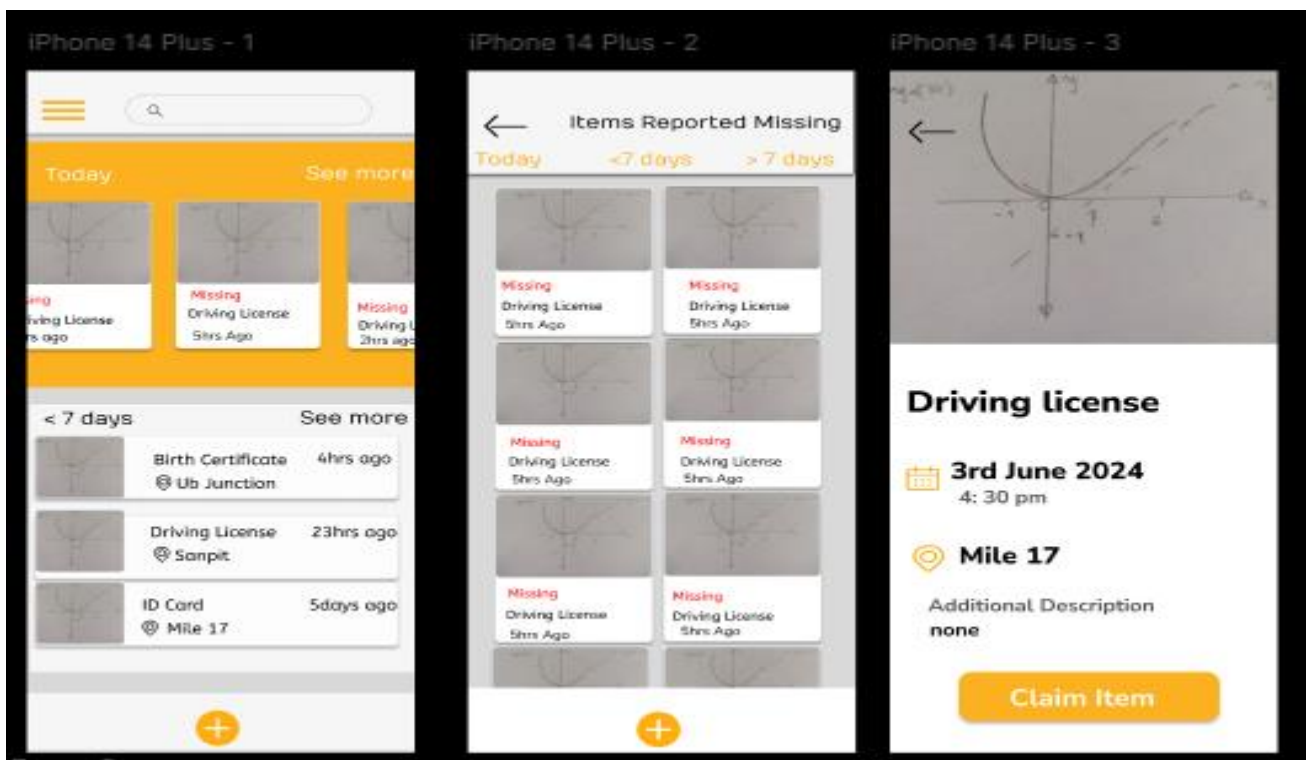 iPhone 14 Plus - 1
Today
See more
Missing
Driving License
5hrs Ago
Missing
2hrs ago
< 7 days
See more
Birth Certificate
4hrs ago
Ub Junction
Driving License
23hrs ago
Sanpit
ID Card
5days ago
Mile 17
iPhone 14 Plus - 2
Items Reported Missing
Today
<7 days
> 7 days
Missing
Driving License
5hrs Ago
Missing
Driving License
5hrs Ago
Missing
Driving License
5hrs Ago
Missing
Driving License
5hrs Ago
Missing
Driving License
5hrs Ago
Missing
Driving License
5hrs Ago
iPhone 14 Plus - 3
Driving license
3rd June 2024
4: 30 pm
Mile 17
Additional Description
none
Claim Item